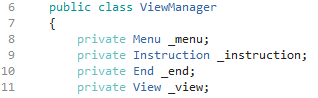 6 public class ViewManager
7 {
8 private Menu _menu;
9 private Instruction _instruction;
10 private End _end;
11 private View _view;